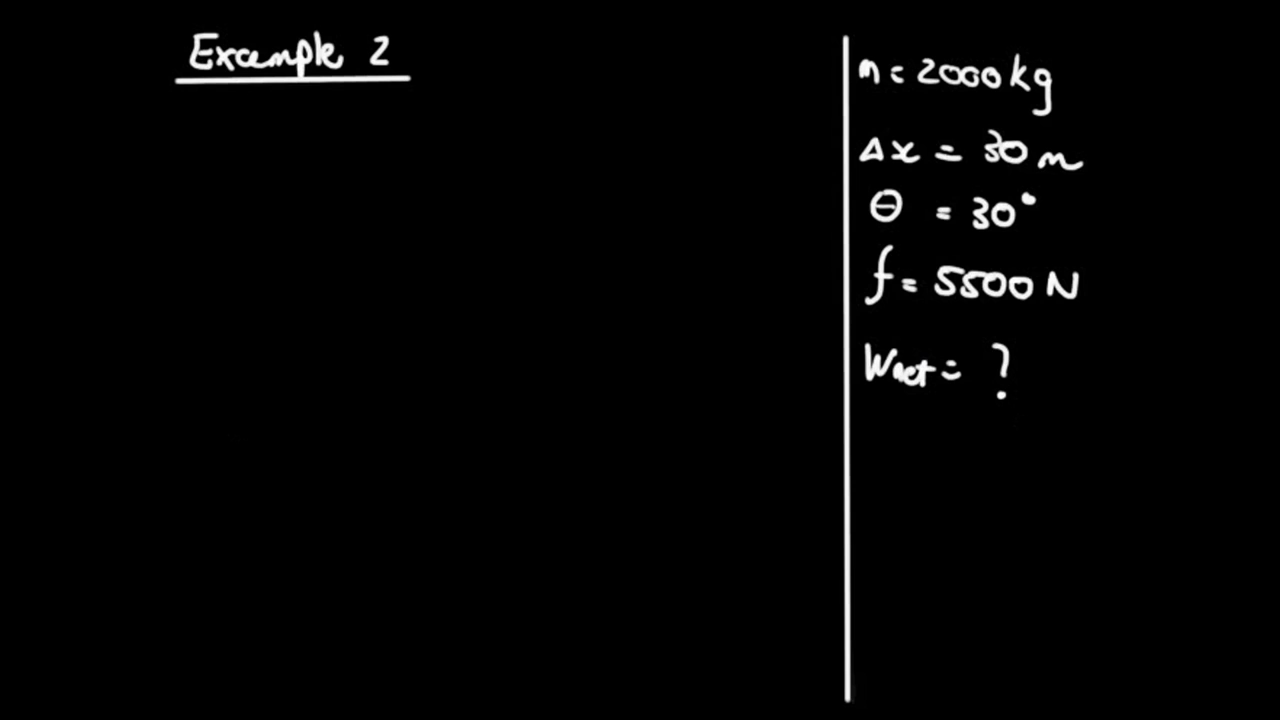 Example 2
m = 2000 kg
Δx = 30 m
θ = 30°
f = 5500 N
Wnet = ?